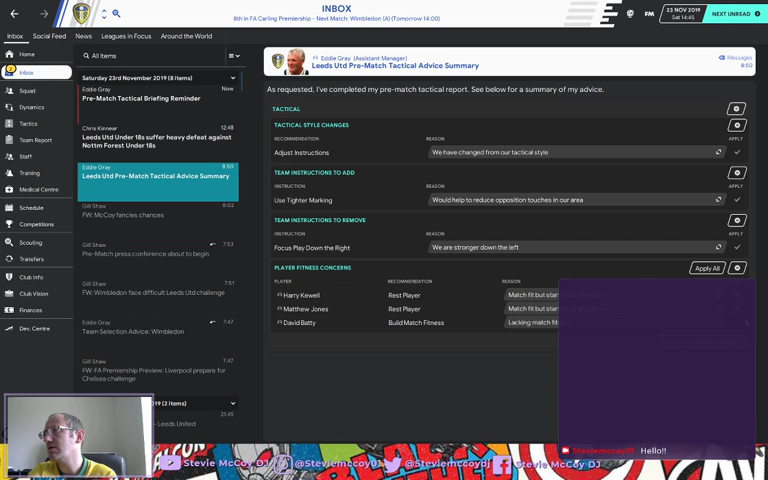 INBOX
8th in FA Carling Premiership - Next Match: Wimbledon (A) (Tomorrow 14:00)
FM
23 NOV 2019
Sat 14:45
NEXT UNREAD
Inbox Social Feed News Leagues in Focus Around the World
Home
Inbox
Squad
Dynamics
Tactics
Team Report
Staff
Training
Medical Centre
Schedule
Competitions
Scouting
Transfers
Club Info
Club Vision
Finances
Dev. Centre
All Items
Saturday 23rd November 2019 (8 items)
Eddie Gray Now
Pre-Match Tactical Briefing Reminder
Chris Kinnear 12:48
Leeds Utd Under 18s suffer heavy defeat against
Nottm Forest Under 18s
Eddie Gray 8:50
Leeds Utd Pre-Match Tactical Advice Summary
Gill Shaw 8:02
FW: McCoy fancies chances
Gill Shaw 7:53
Pre-Match press conference about to begin
Gill Shaw 7:51
FW: Wimbledon face difficult Leeds Utd challenge
Eddie Gray 7:47
Team Selection Advice: Wimbledon
Gill Shaw 7:47
FW: FA Premiership Preview: Liverpool prepare for
Chelsea challenge
2019 (2 items)
21:45
- Leeds United
Eddie Gray (Assistant Manager)
Leeds Utd Pre-Match Tactical Advice Summary
Messages
8:50
As requested, I've completed my pre-match tactical report. See below for a summary of my advice.
TACTICAL
TACTICAL STYLE CHANGES
RECOMMENDATION REASON APPLY
Adjust Instructions We have changed from our tactical style
TEAM INSTRUCTIONS TO ADD
INSTRUCTION REASON APPLY
Use Tighter Marking Would help to reduce opposition touches in our area
TEAM INSTRUCTIONS TO REMOVE
INSTRUCTION REASON APPLY
Focus Play Down the Right We are stronger down the left
PLAYER FITNESS CONCERNS Apply All
PLAYER RECOMMENDATION REASON
Harry Kewell Rest Player Match fit but star
Matthew Jones Rest Player Match fit but star
David Batty Build Match Fitness Lacking match fit
Steviemccoy01 Hello!!
Stevie McCoy DJ @Steviemccoy01 @Steviemccoydj Stevie McCoy DJ